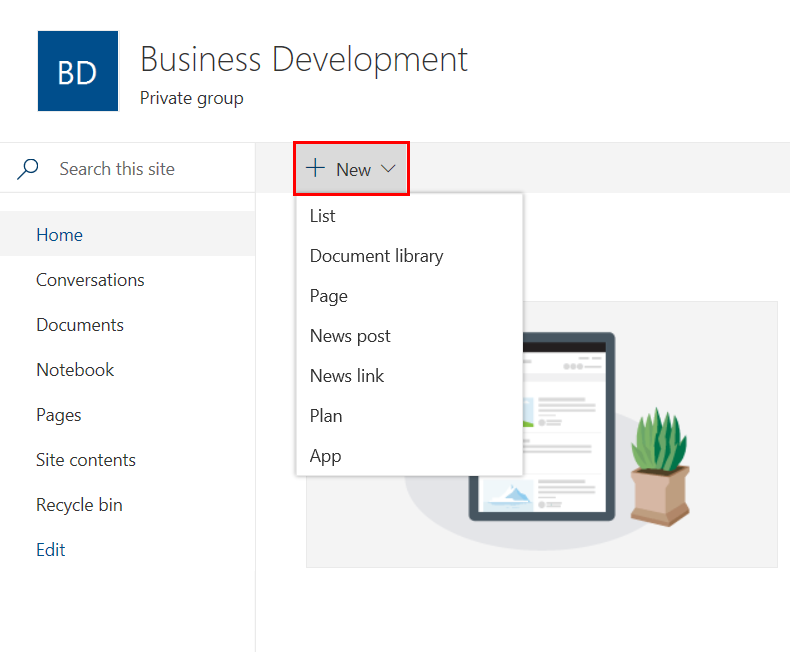 BD
Business Development
Private group
Search this site
New
Home
Conversations
Documents
Notebook
Pages
Site contents
Recycle bin
Edit
List
Document library
Page
News post
News link
Plan
App